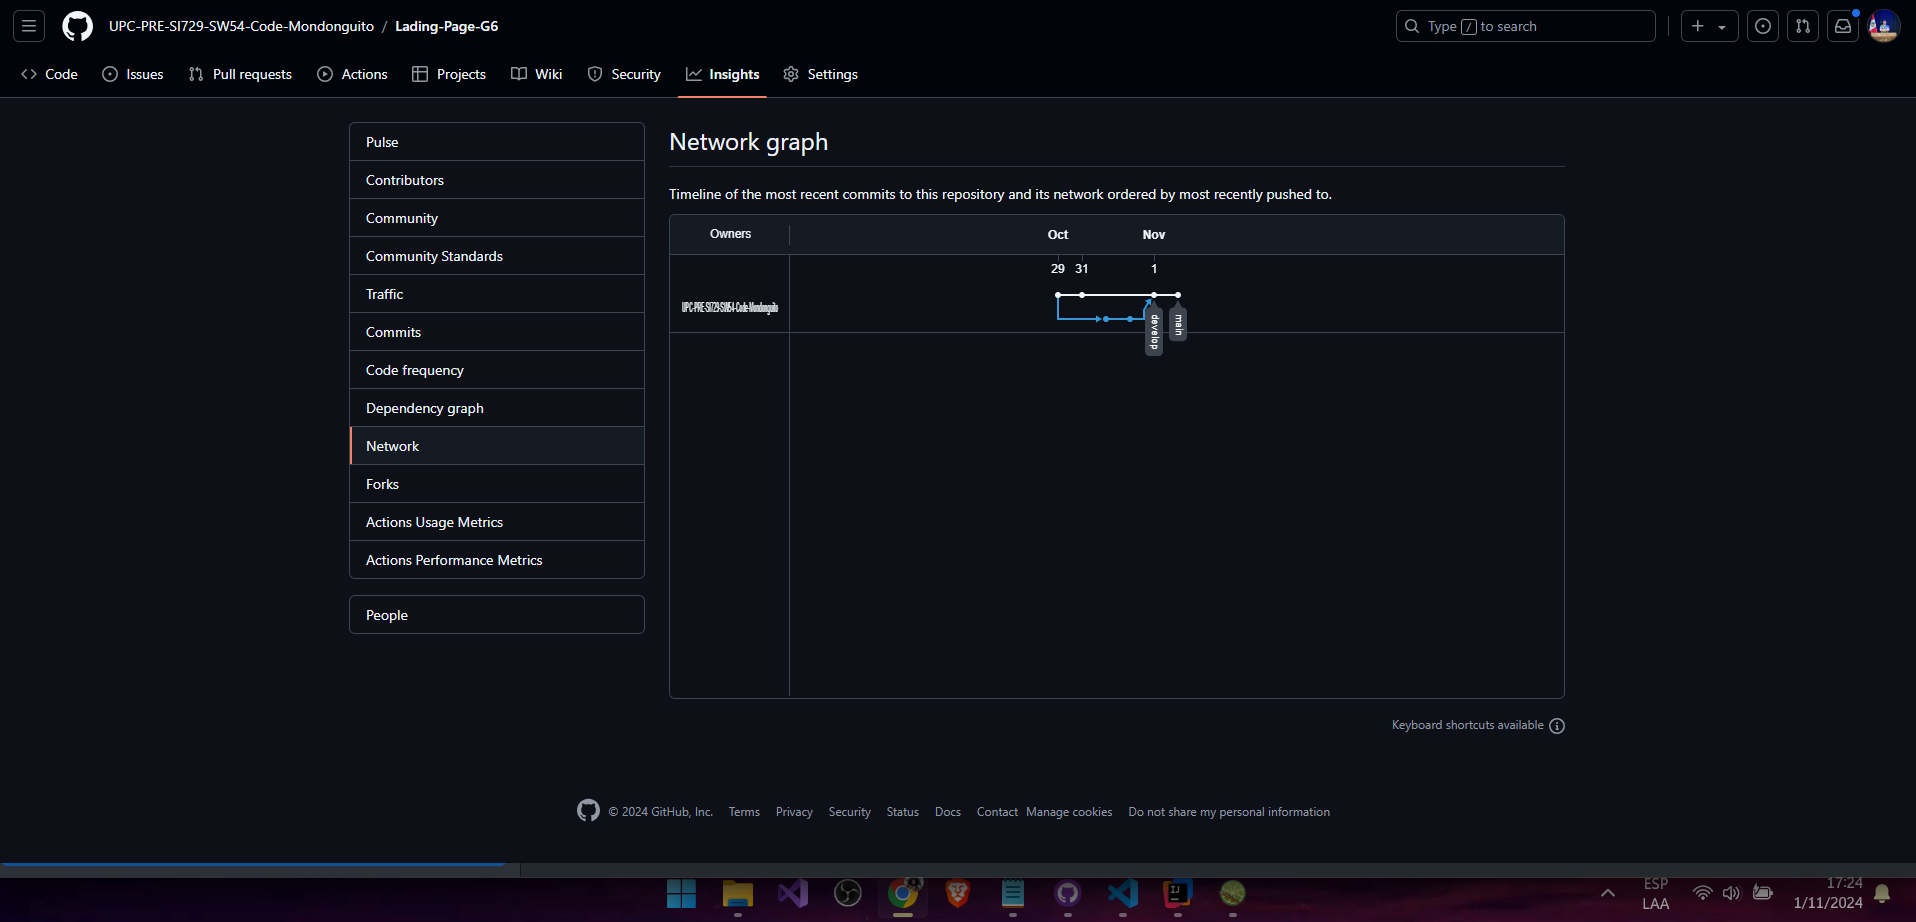 UPC-PRE-SI729-SW54-Code-Mondonguito / Lading-Page-G6
Type / to search
Code Issues Pull requests Actions Projects Wiki Security Insights Settings
Pulse
Contributors
Community
Community Standards
Traffic
Commits
Code frequency
Dependency graph
Network
Forks
Actions Usage Metrics
Actions Performance Metrics
People
Network graph
Timeline of the most recent commits to this repository and its network ordered by most recently pushed to.
Owners Oct Nov
29 31 1
UPC-PRE-SI729-SW54-Code-Mondonguito
develop
main
Keyboard shortcuts available
© 2024 GitHub, Inc. Terms Privacy Security Status Docs Contact Manage cookies Do not share my personal information
ESP
LAA
17:24
1/11/2024